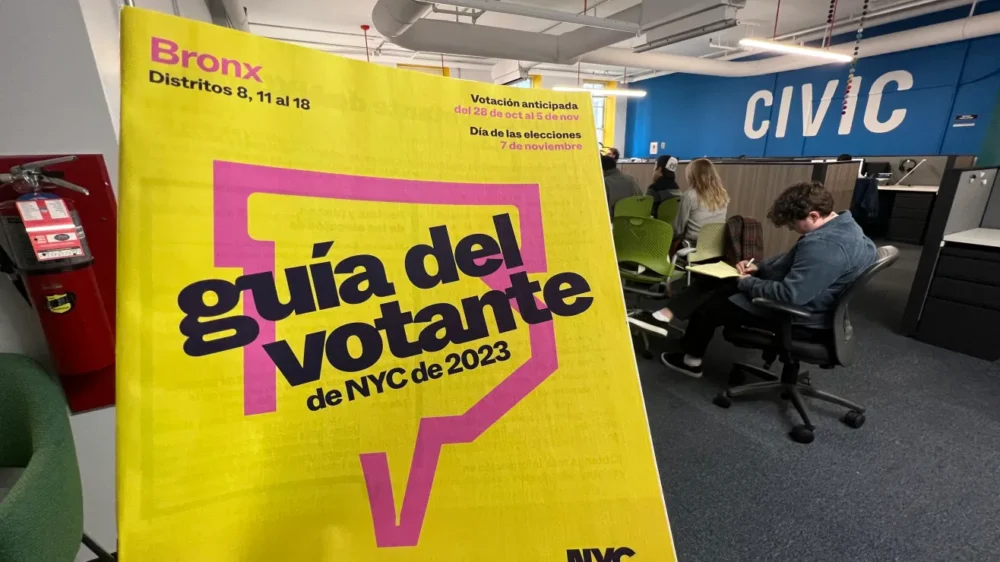 Bronx
Distritos 8, 11 al 18
Votación anticipada
del 28 de oct al 5 de nov
Día de las elecciones
7 de noviembre
guía del
votante
de NYC de 2023
NYC
CIVIC